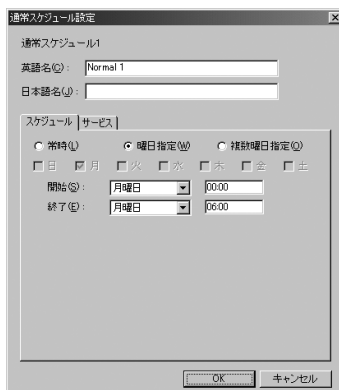 通常スケジュール設定
通常スケジュール1
英語名(C): Normal 1
日本語名(J):
スケジュール サービス
常時(L) 曜日指定(W) 複数曜日指定(O)
日 月 火 水 木 金 土
開始(S): 月曜日 00:00
終了(E): 月曜日 06:00
OK キャンセル